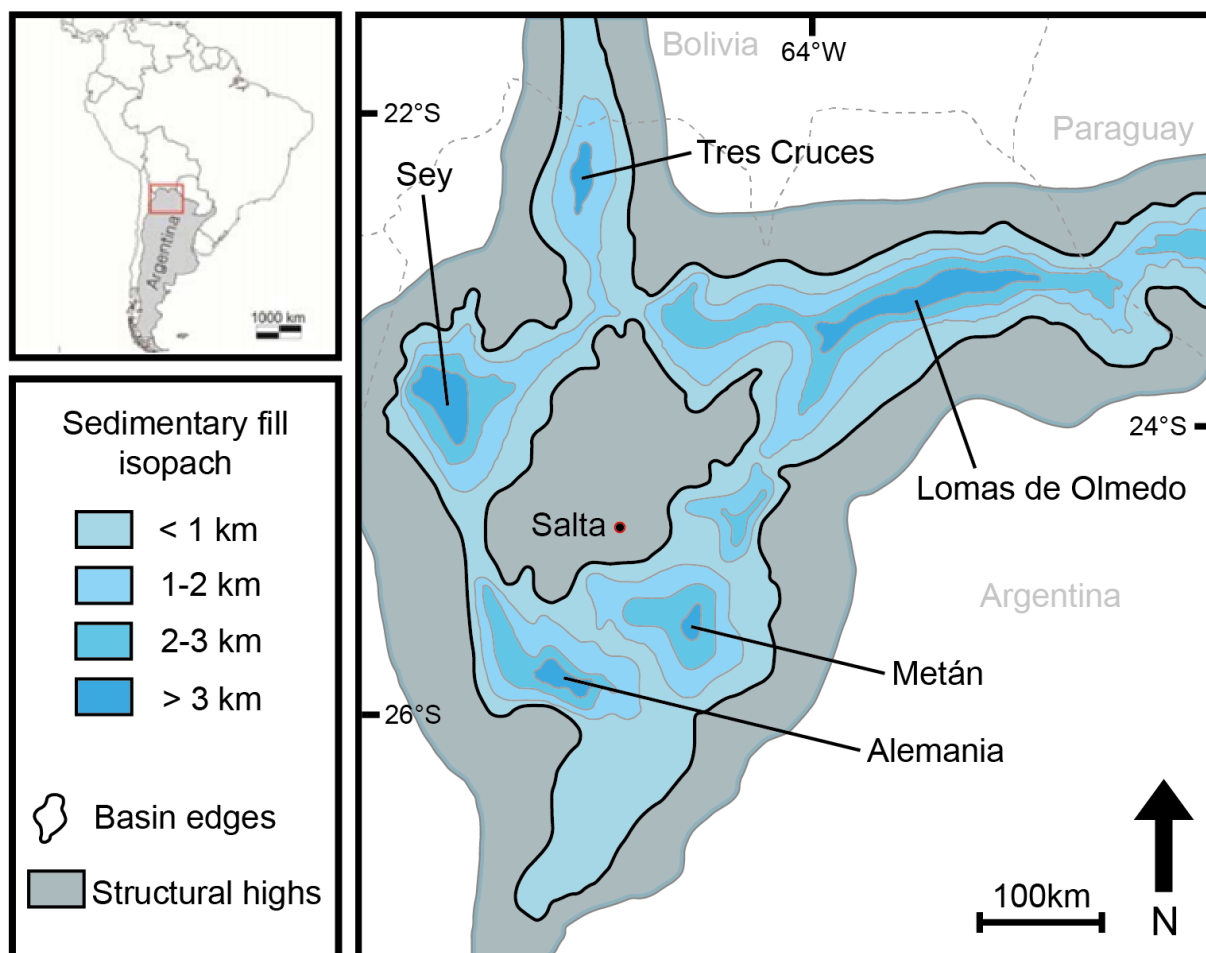 Argentina
1000 km
Sedimentary fill
isopach
< 1 km
1-2 km
2-3 km
> 3 km
Basin edges
Structural highs
Bolivia
64°W
22°S
Paraguay
Tres Cruces
Sey
24°S
Lomas de Olmedo
Salta
Argentina
Metán
26°S
Alemania
100km
N